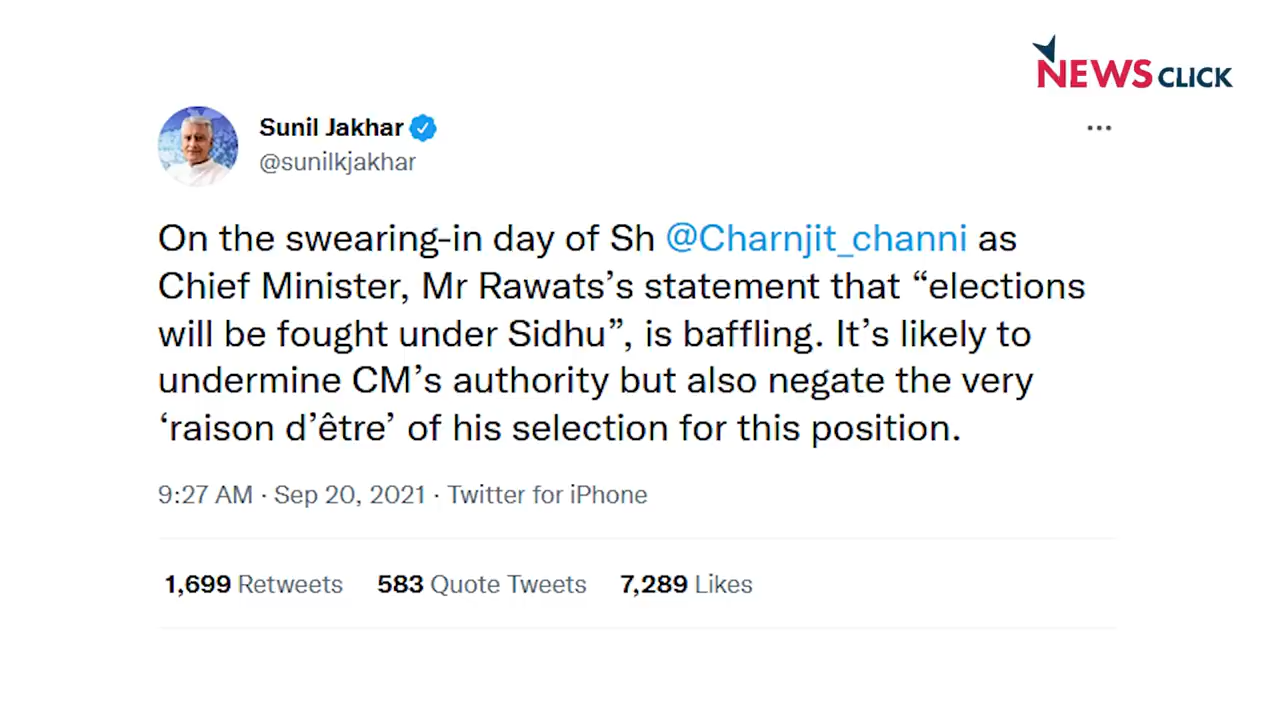 NEWS CLICK
Sunil Jakhar
@sunilkjakhar
On the swearing-in day of Sh @Charnjit_channi as
Chief Minister, Mr Rawats’s statement that “elections
will be fought under Sidhu”, is baffling. It’s likely to
undermine CM’s authority but also negate the very
‘raison d’être’ of his selection for this position.
9:27 AM · Sep 20, 2021 · Twitter for iPhone
1,699 Retweets 583 Quote Tweets 7,289 Likes